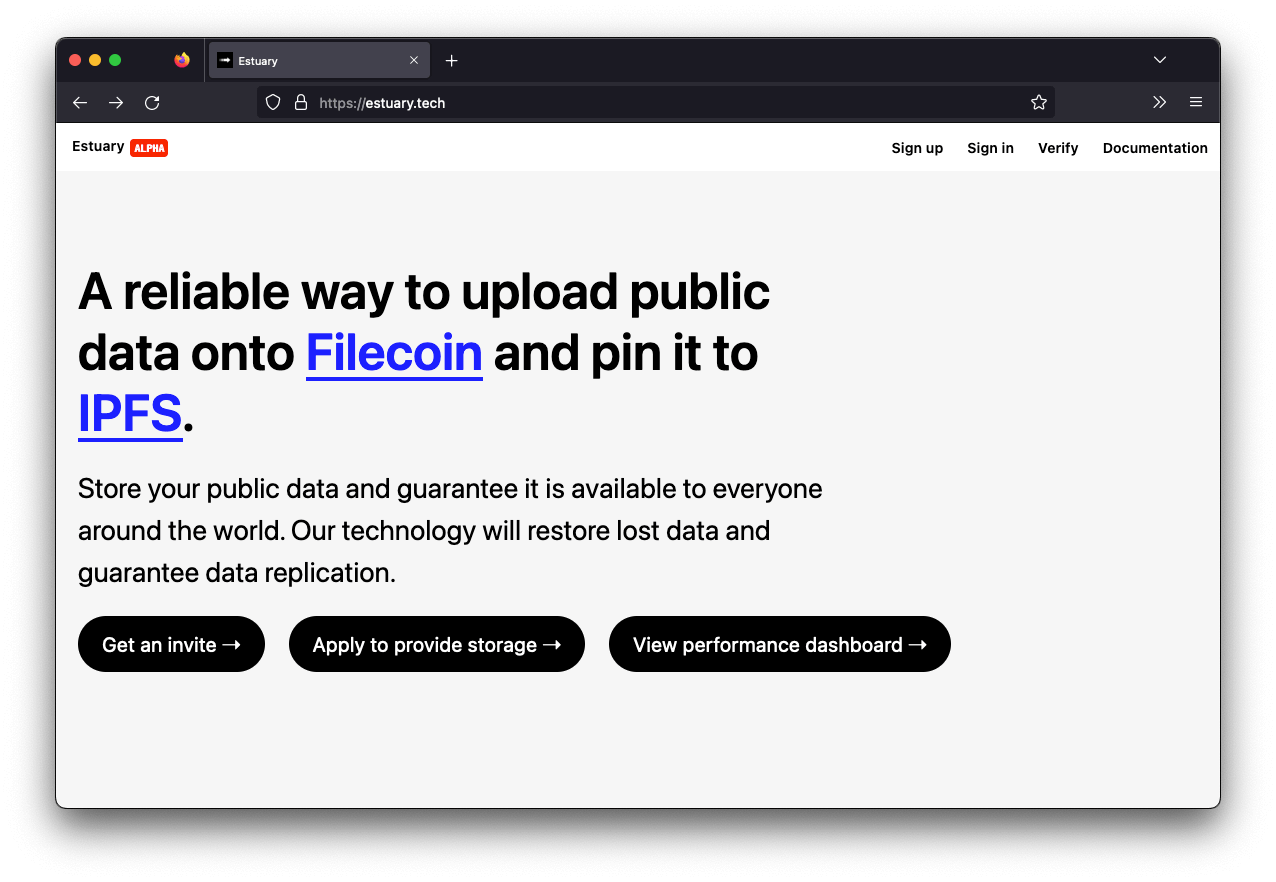 Estuary
https://estuary.tech
Estuary ALPHA
Sign up Sign in Verify Documentation
A reliable way to upload public
data onto Filecoin and pin it to
IPFS.
Store your public data and guarantee it is available to everyone
around the world. Our technology will restore lost data and
guarantee data replication.
Get an invite →
Apply to provide storage →
View performance dashboard →